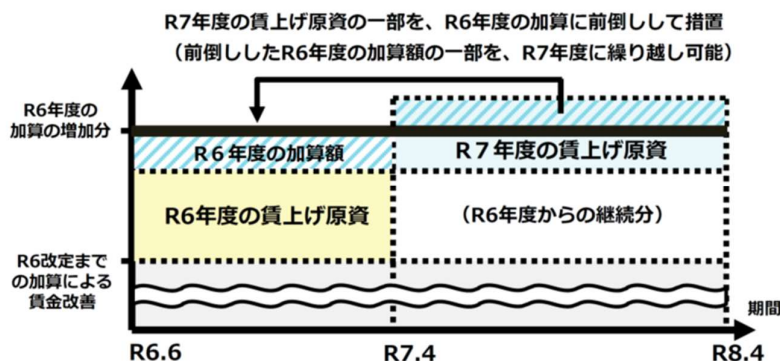 R7年度の賃上げ原資の一部を、R6年度の加算に前倒しして措置
（前倒ししたR6年度の加算額の一部を、R7年度に繰り越し可能）
R6年度の
加算の増加分
R６年度の加算額
R７年度の賃上げ原資
R6年度の賃上げ原資
（R6年度からの継続分）
R6改定まで
の加算による
賃金改善
期間
R6.6
R7.4
R8.4